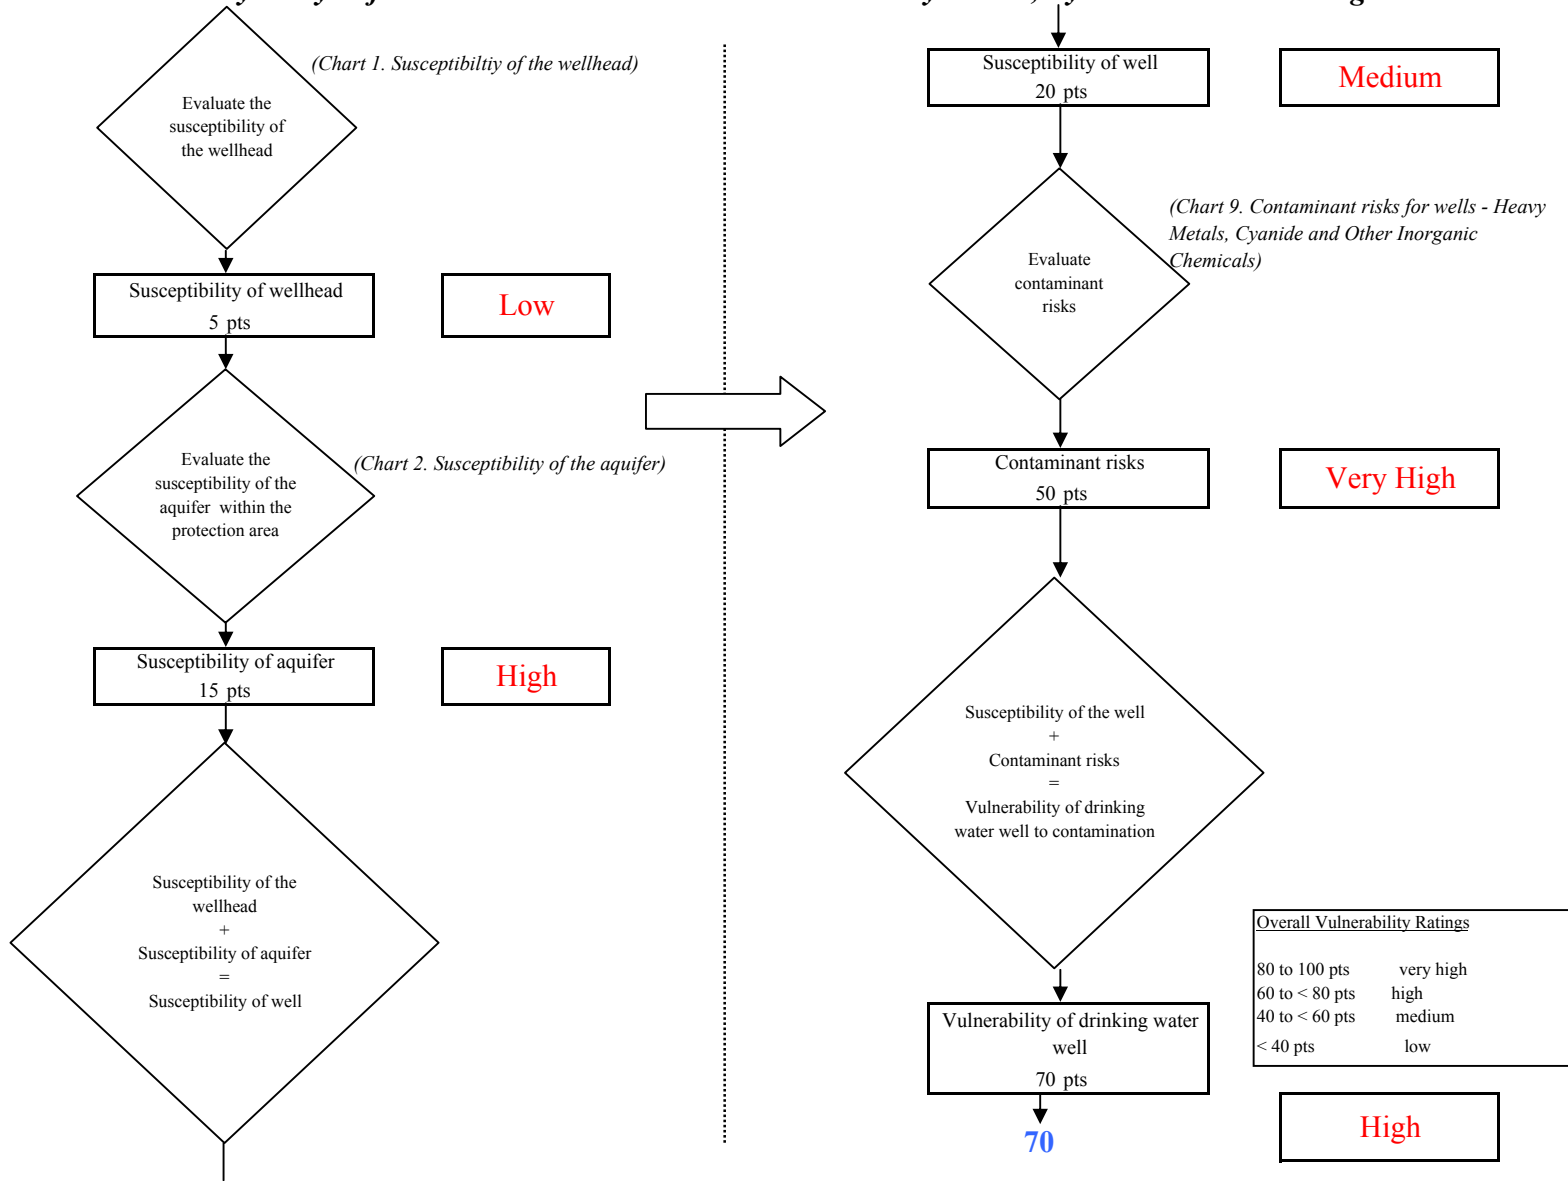 (Chart 1. Susceptibiltiy of the wellhead)
Evaluate the
susceptibility of
the wellhead
Susceptibility of wellhead
5 pts
Low
Evaluate the
susceptibility of the
aquifer within the
protection area
(Chart 2. Susceptibility of the aquifer)
Susceptibility of aquifer
15 pts
High
Susceptibility of the
wellhead
+
Susceptibility of aquifer
=
Susceptibility of well
Susceptibility of well
20 pts
Medium
(Chart 9. Contaminant risks for wells - Heavy
Metals, Cyanide and Other Inorganic
Chemicals)
Evaluate
contaminant
risks
Contaminant risks
50 pts
Very High
Susceptibility of the well
+
Contaminant risks
=
Vulnerability of drinking
water well to contamination
Overall Vulnerability Ratings
80 to 100 pts very high
60 to < 80 pts high
40 to < 60 pts medium
< 40 pts low
Vulnerability of drinking water
well
70 pts
70
High